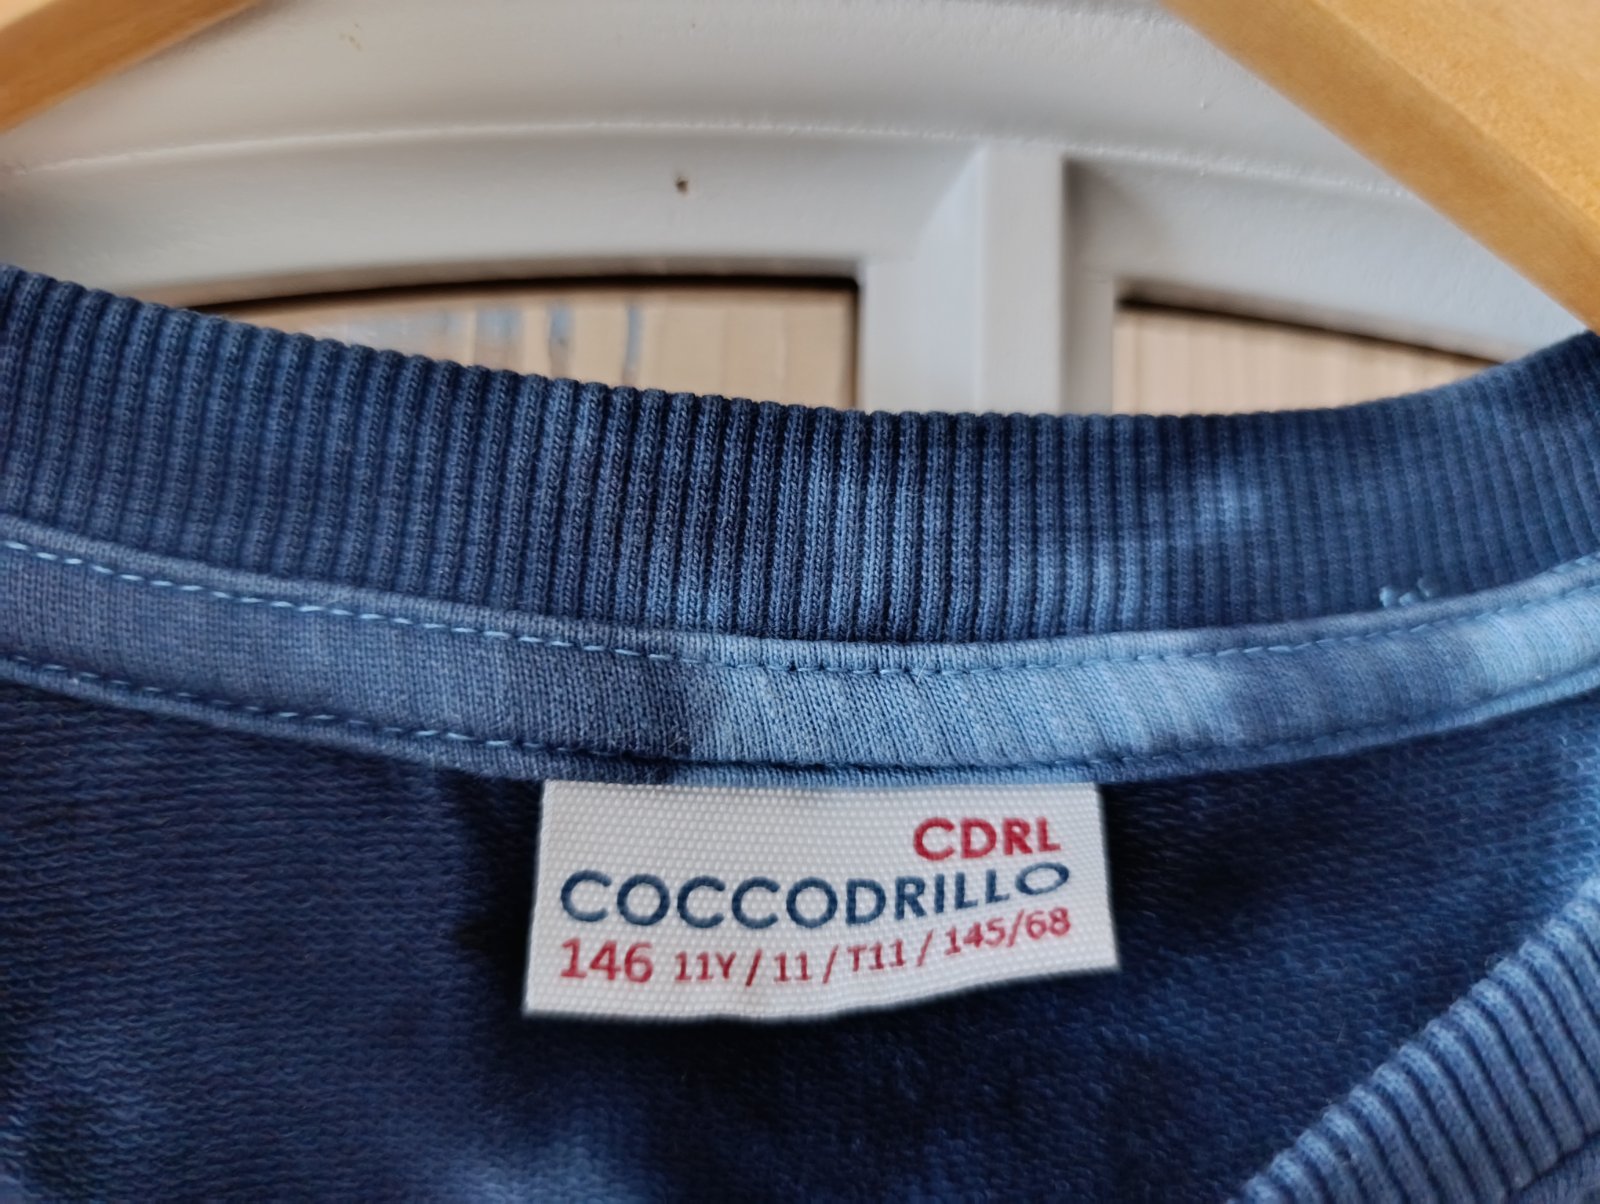 CDRL
COCCODRILLO
146 11Y / 11 / T11 / 145/68